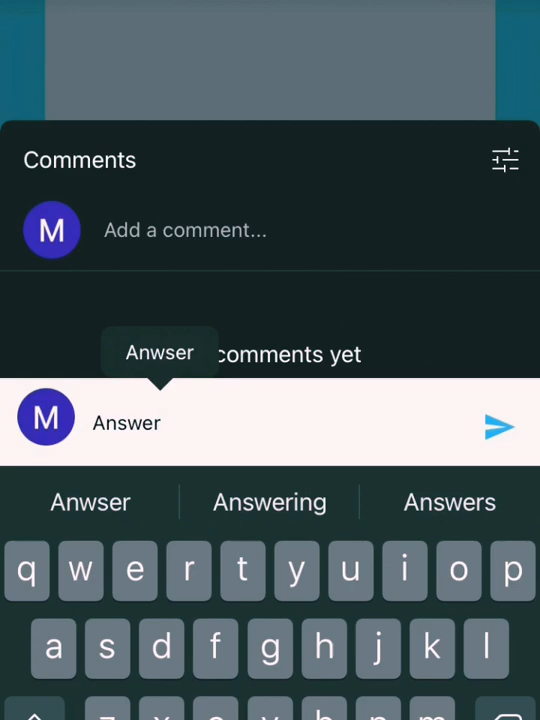 Comments
M
Add a comment...
Anwser
comments yet
M
Answer
Anwser
Answering
Answers
q w e r t y u i o p
a s d f g h j k l